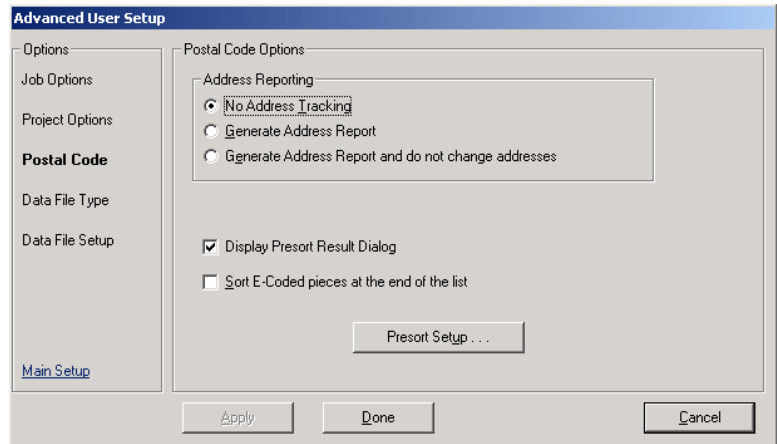 Advanced User Setup
Options
Job Options
Project Options
Postal Code
Data File Type
Data File Setup
Main Setup
Postal Code Options
Address Reporting
No Address Tracking
Generate Address Report
Generate Address Report and do not change addresses
Display Presort Result Dialog
Sort E-Coded pieces at the end of the list
Presort Setup . . .
Apply
Done
Cancel